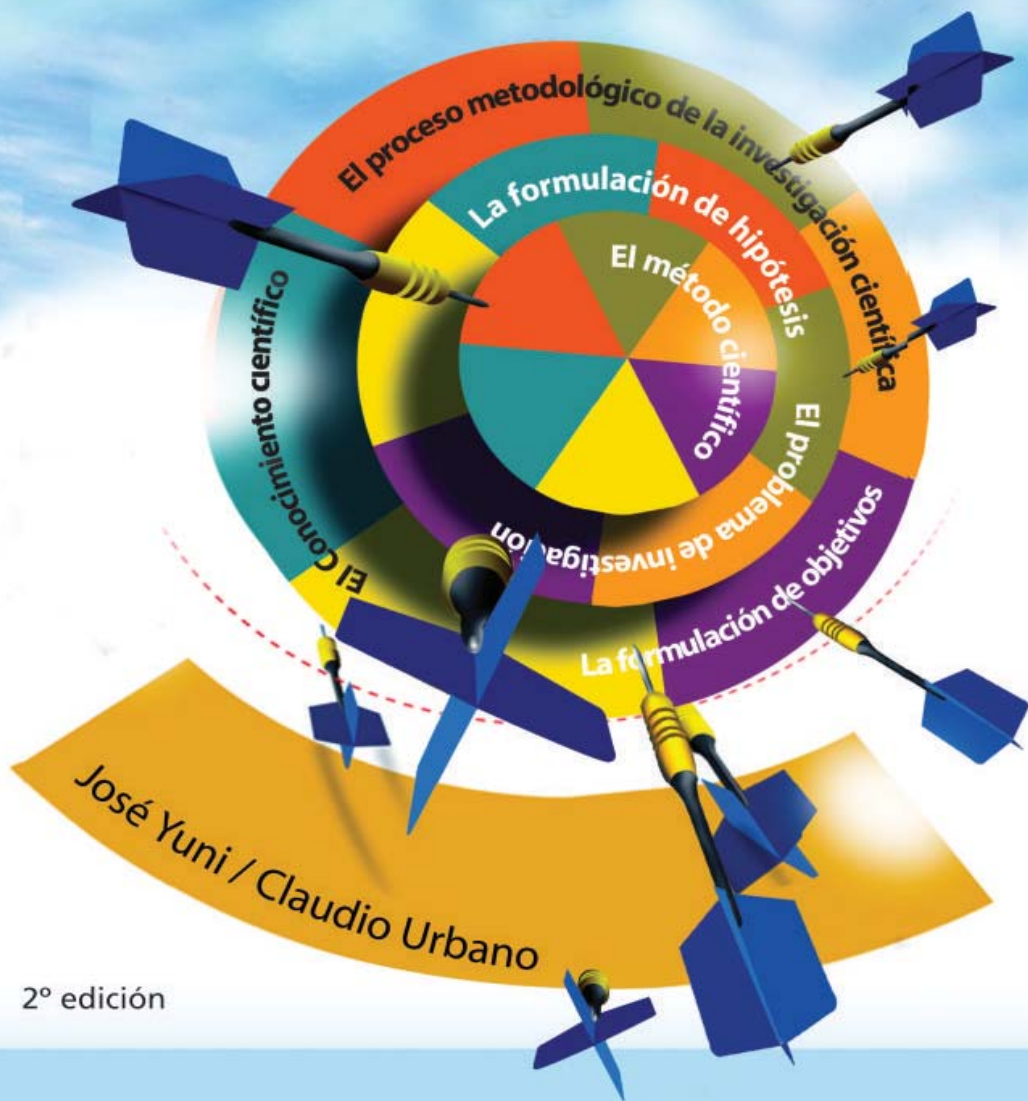 El proceso metodológico de la investigación científica
La formulación de hipótesis
El método científico
El Conocimiento científico
El problema de investigación
La formulación de objetivos
José Yuni / Claudio Urbano
2º edición